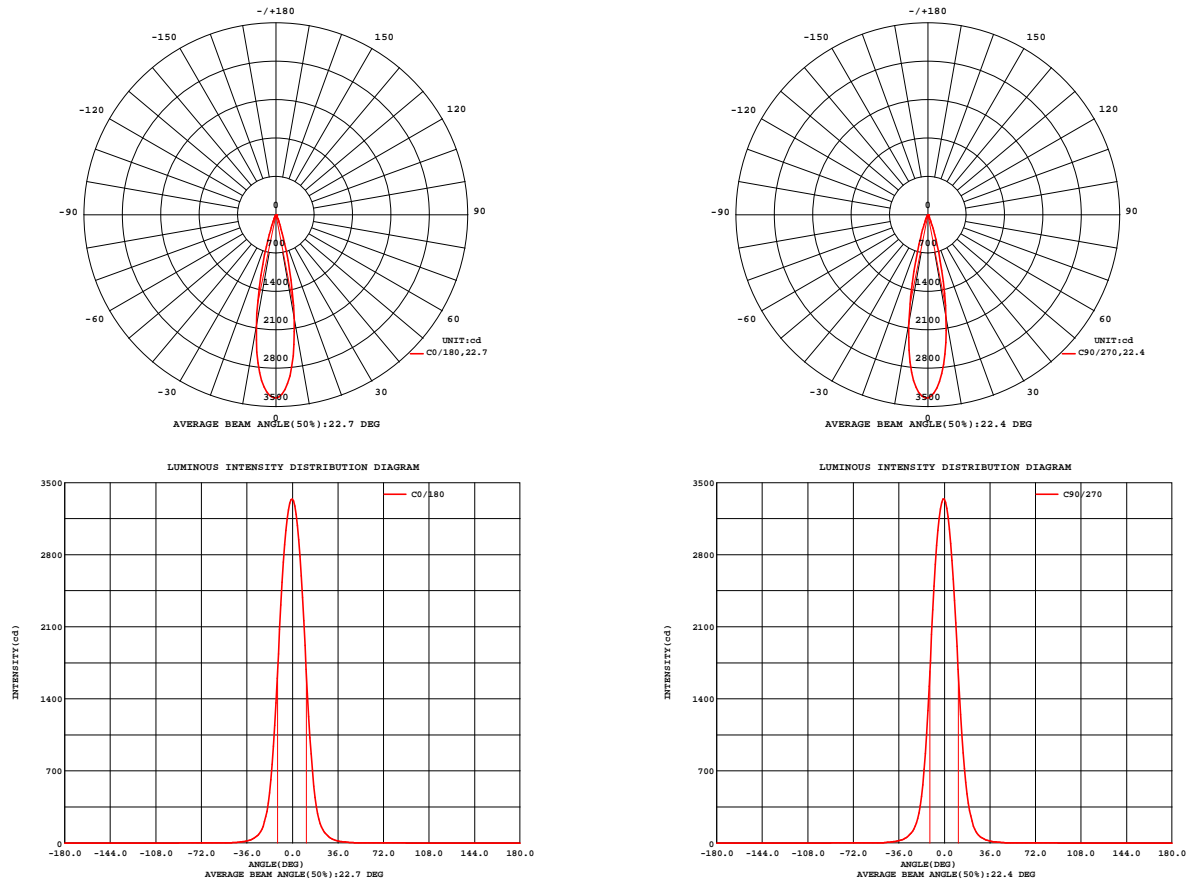 -/+180
-150
150
-120
120
-90
90
0
700
1400
2100
2800
3500
-60
60
UNIT:cd
C0/180,22.7
-30
30
0
AVERAGE BEAM ANGLE(50%):22.7 DEG
-/+180
-150
150
-120
120
-90
90
0
700
1400
2100
2800
3500
-60
60
UNIT:cd
C90/270,22.4
-30
30
0
AVERAGE BEAM ANGLE(50%):22.4 DEG
LUMINOUS INTENSITY DISTRIBUTION DIAGRAM
C0/180
INTENSITY(cd)
3500
2800
2100
1400
700
0
-180.0 -144.0 -108.0 -72.0 -36.0 0.0 36.0 72.0 108.0 144.0 180.0
ANGLE(DEG)
AVERAGE BEAM ANGLE(50%):22.7 DEG
LUMINOUS INTENSITY DISTRIBUTION DIAGRAM
C90/270
INTENSITY(cd)
3500
2800
2100
1400
700
0
-180.0 -144.0 -108.0 -72.0 -36.0 0.0 36.0 72.0 108.0 144.0 180.0
ANGLE(DEG)
AVERAGE BEAM ANGLE(50%):22.4 DEG